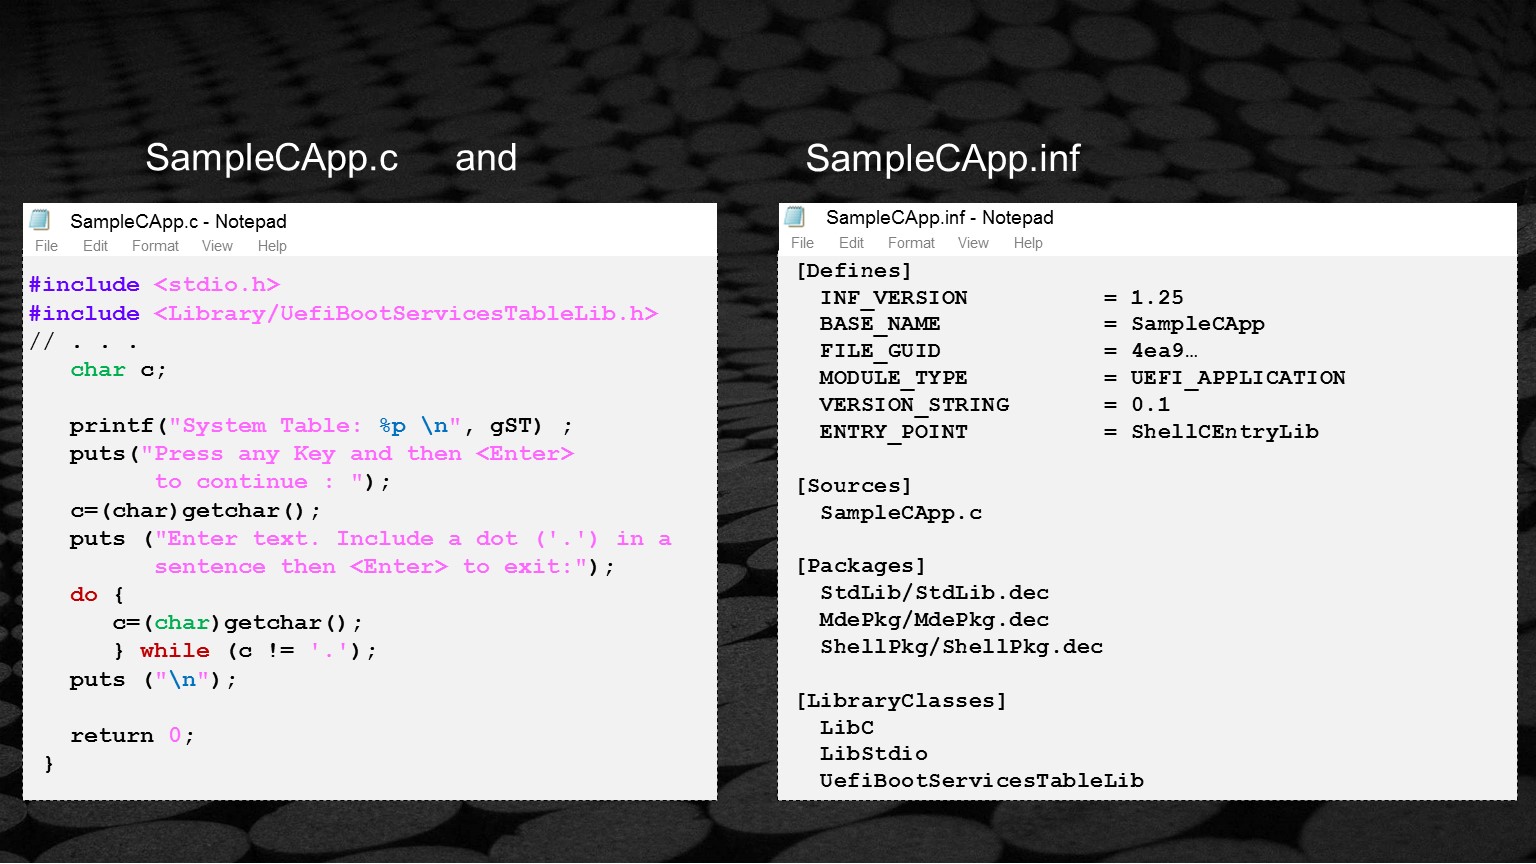 SampleCApp.c and
SampleCApp.c - Notepad
File Edit Format View Help
#include <stdio.h>
#include <Library/UefiBootServicesTableLib.h>
// . . .
   char c;

   printf("System Table: %p \n", gST) ;
   puts("Press any Key and then <Enter>
         to continue : ");
   c=(char)getchar();
   puts ("Enter text. Include a dot ('.') in a
         sentence then <Enter> to exit:");
   do {
      c=(char)getchar();
      } while (c != '.');
   puts ("\n");

   return 0;
 }
SampleCApp.inf
SampleCApp.inf - Notepad
File Edit Format View Help
[Defines]
  INF_VERSION = 1.25
  BASE_NAME = SampleCApp
  FILE_GUID = 4ea9…
  MODULE_TYPE = UEFI_APPLICATION
  VERSION_STRING = 0.1
  ENTRY_POINT = ShellCEntryLib

[Sources]
  SampleCApp.c

[Packages]
  StdLib/StdLib.dec
  MdePkg/MdePkg.dec
  ShellPkg/ShellPkg.dec

[LibraryClasses]
  LibC
  LibStdio
  UefiBootServicesTableLib